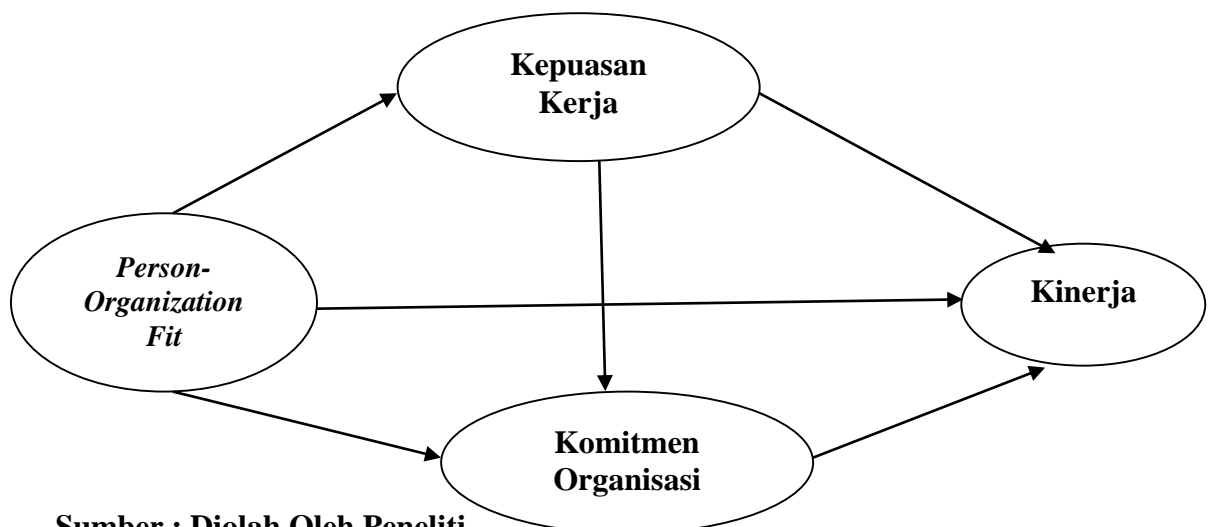 Kepuasan
Kerja
Person-
Organization
Fit
Kinerja
Komitmen
Organisasi
Sumber : Diolah Oleh Peneliti